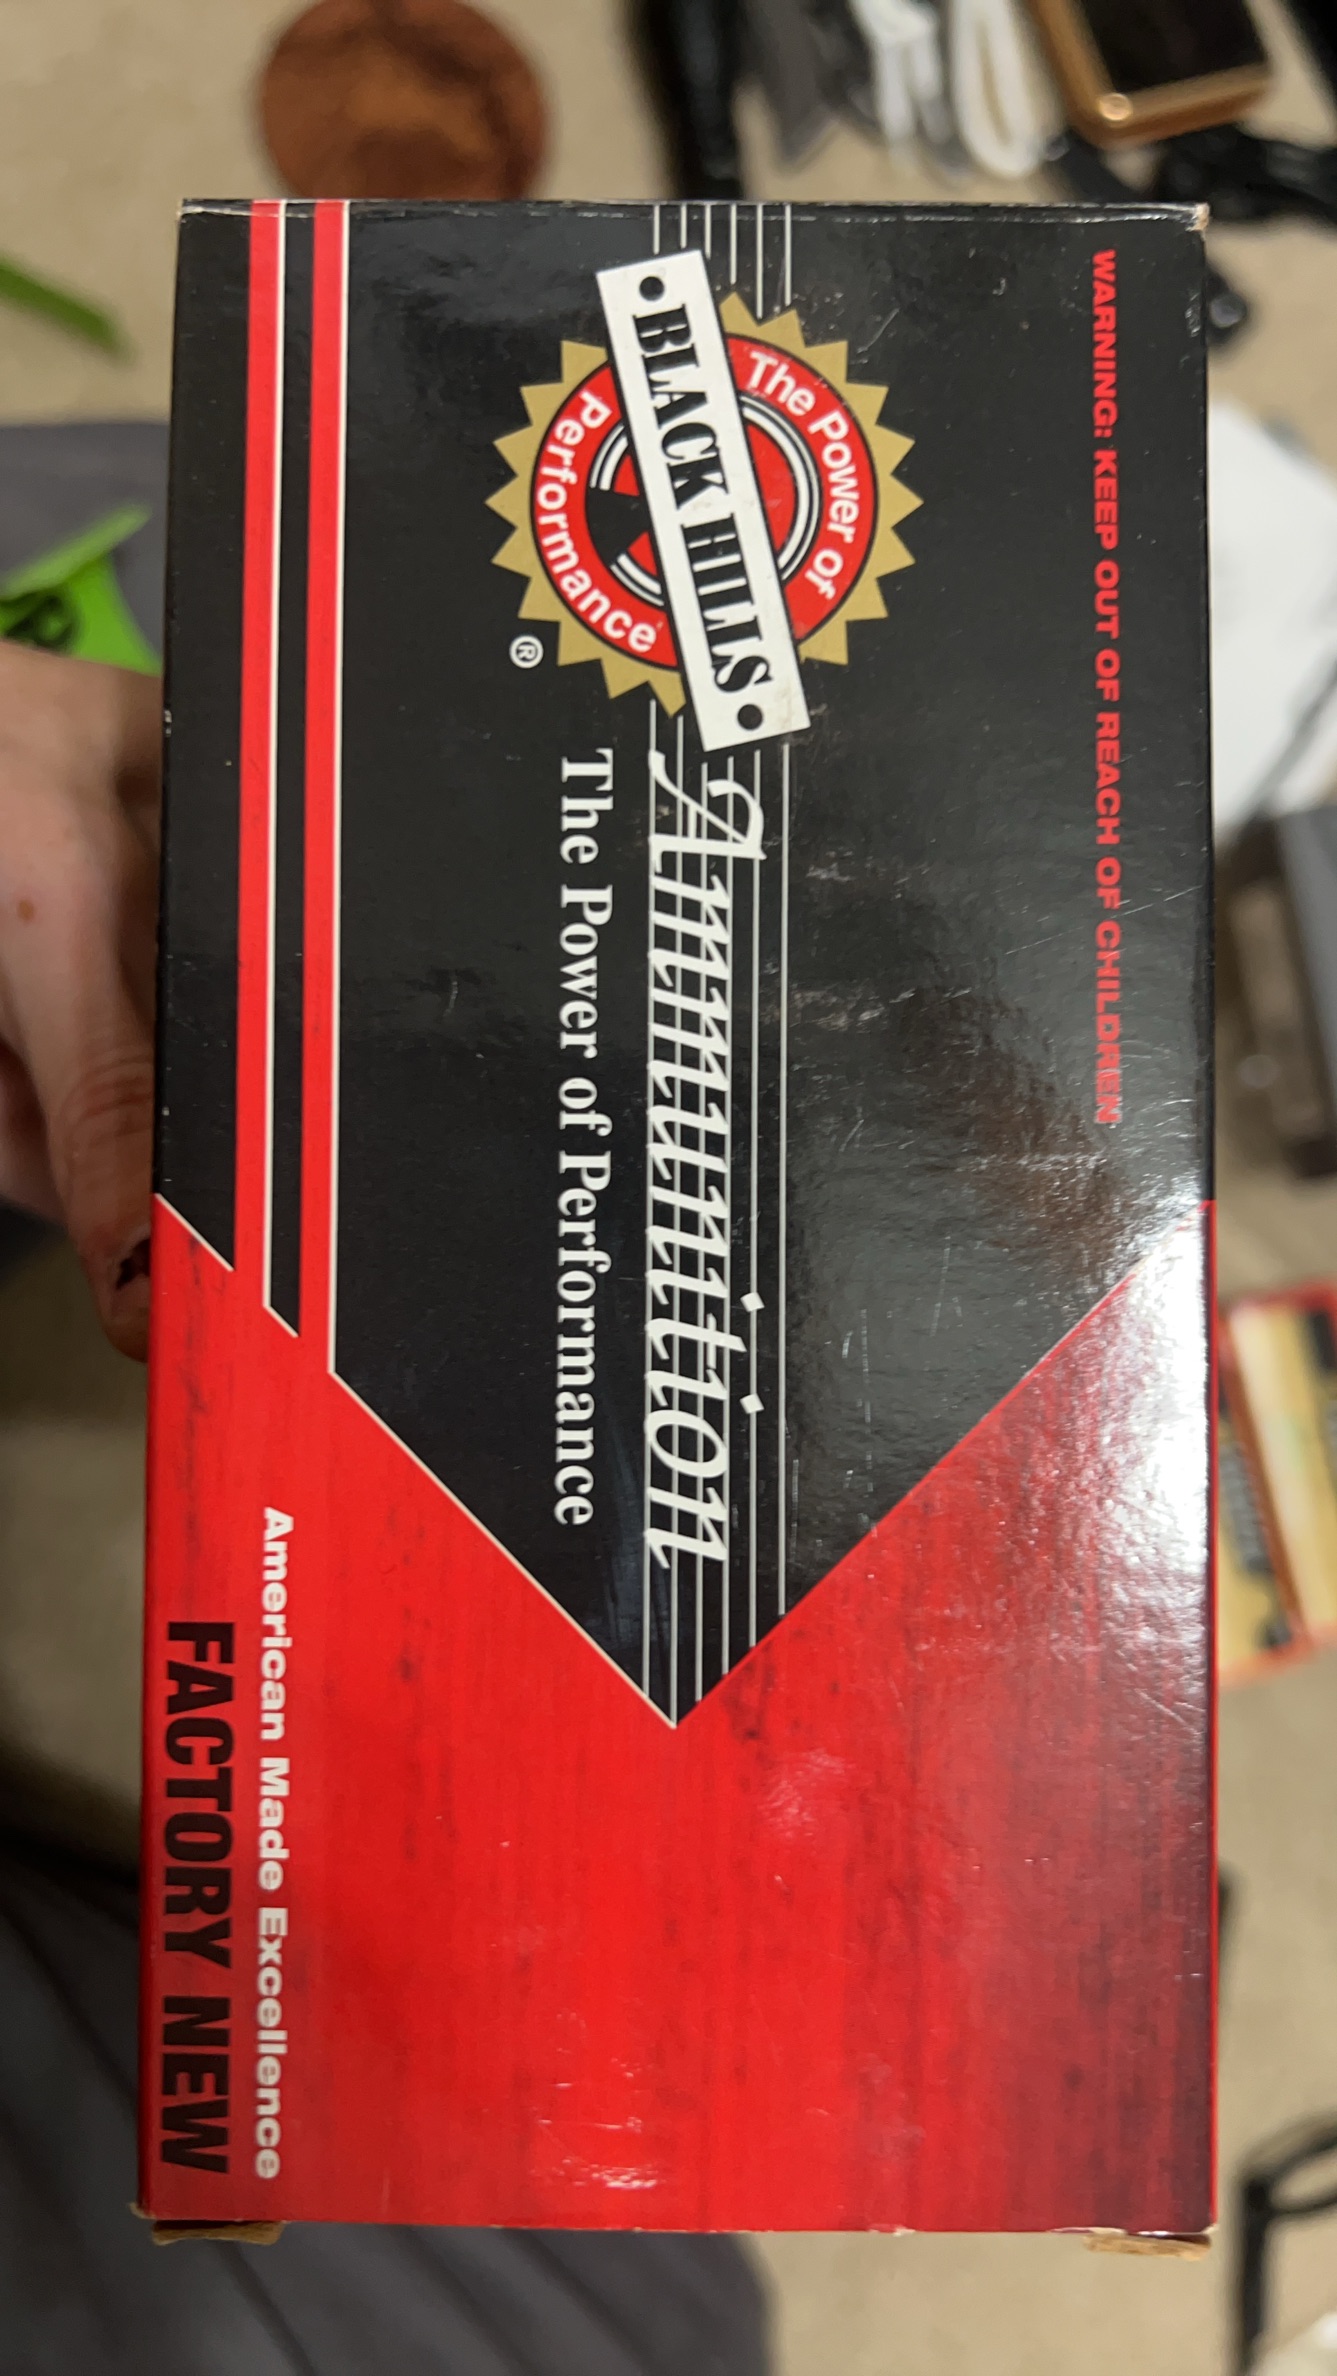 WARNING: KEEP OUT OF REACH OF CHILDREN
The Power of
BLACK HILLS
Performance
®
Ammunition
The Power of Performance
American Made Excellence
FACTORY NEW